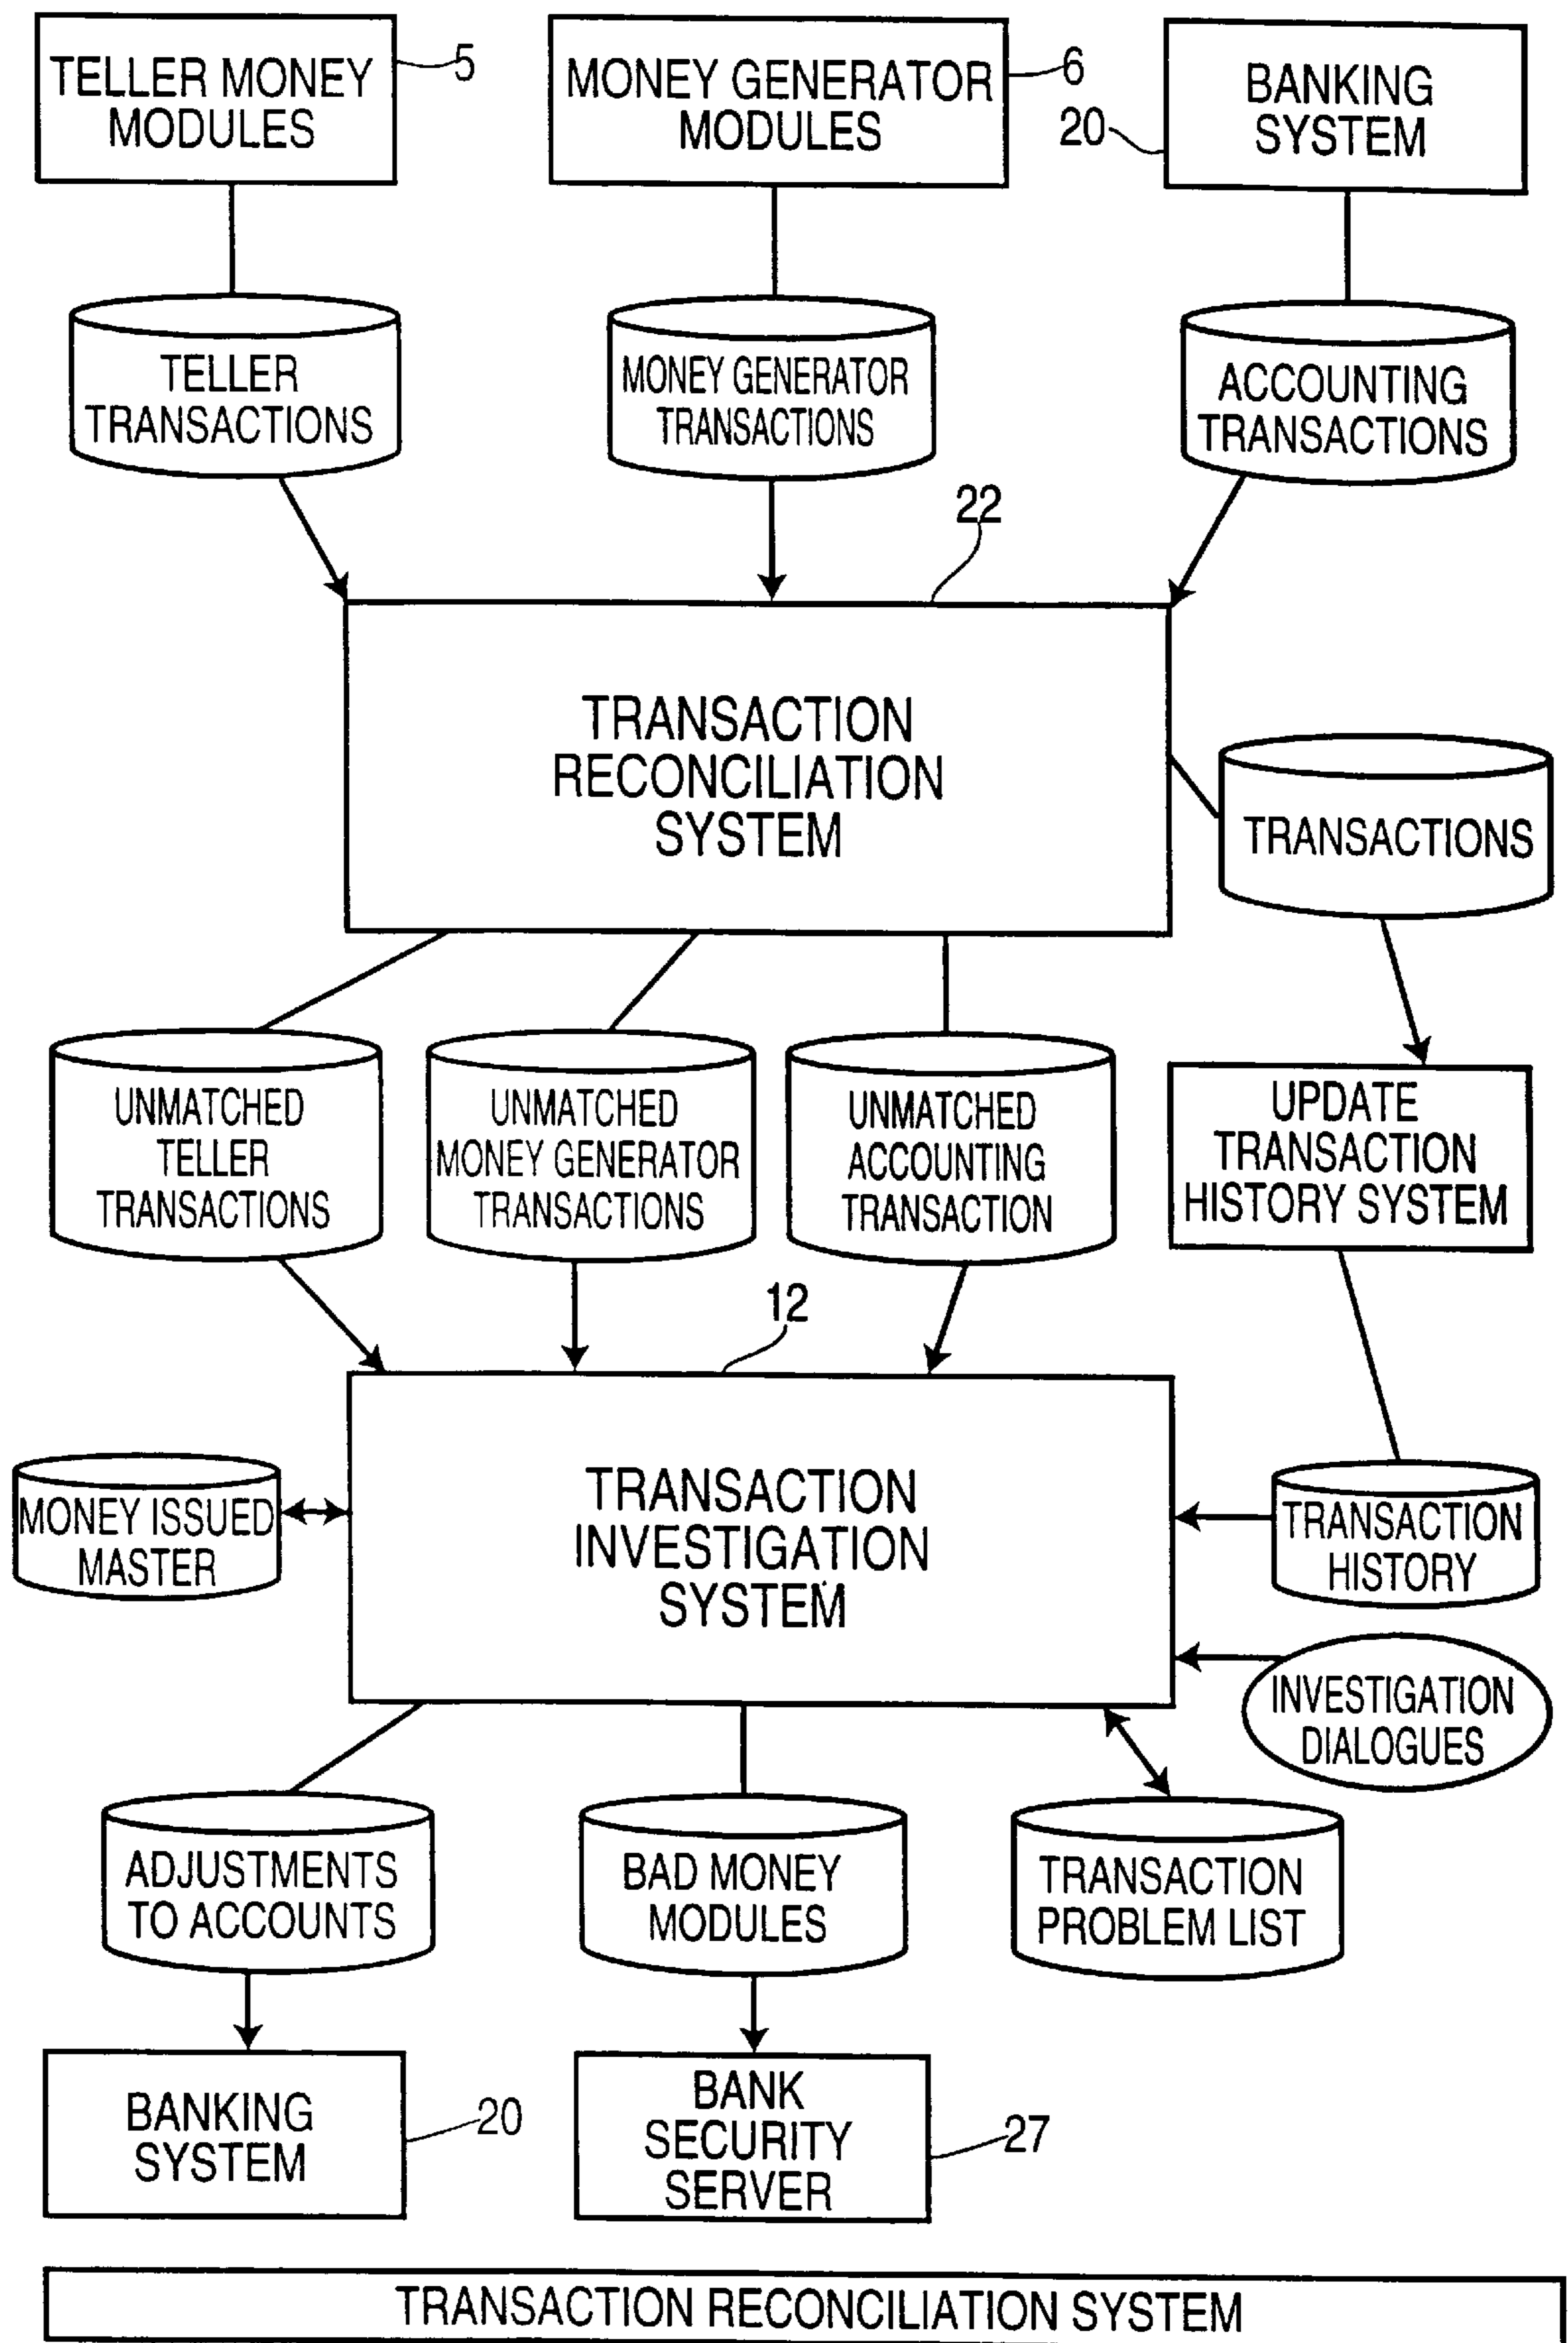 TELLER MONEY
MODULES
5
MONEY GENERATOR
MODULES
6
20
BANKING
SYSTEM
TELLER
TRANSACTIONS
MONEY GENERATOR
TRANSACTIONS
ACCOUNTING
TRANSACTIONS
22
TRANSACTION
RECONCILIATION
SYSTEM
TRANSACTIONS
UNMATCHED
TELLER
TRANSACTIONS
UNMATCHED
MONEY GENERATOR
TRANSACTIONS
UNMATCHED
ACCOUNTING
TRANSACTION
UPDATE
TRANSACTION
HISTORY SYSTEM
12
MONEY ISSUED
MASTER
TRANSACTION
INVESTIGATION
SYSTEM
TRANSACTION
HISTORY
INVESTIGATION
DIALOGUES
ADJUSTMENTS
TO ACCOUNTS
BAD MONEY
MODULES
TRANSACTION
PROBLEM LIST
BANKING
SYSTEM
20
BANK
SECURITY
SERVER
27
TRANSACTION RECONCILIATION SYSTEM